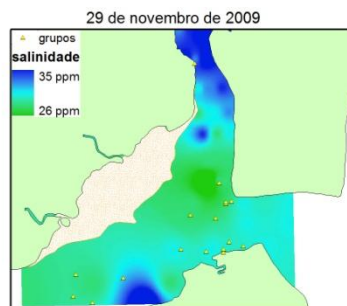 29 de novembro de 2009
grupos
salinidade
35 ppm
26 ppm